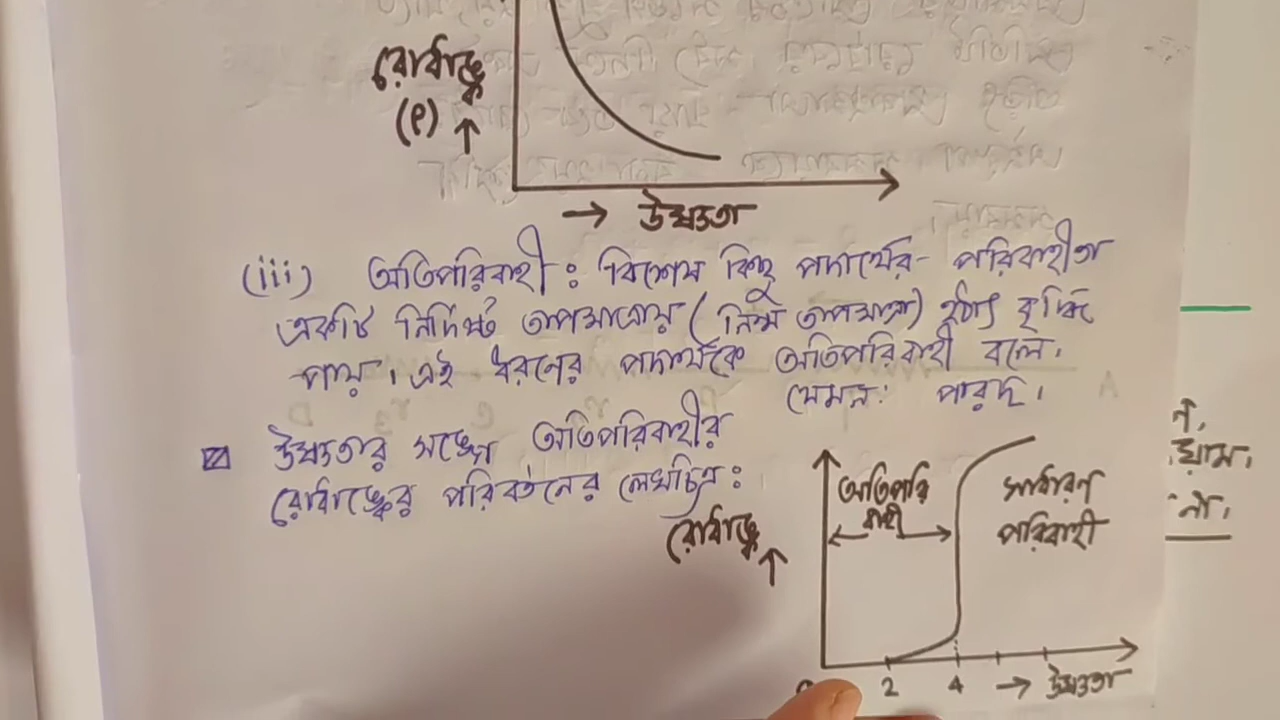 রোধাঙ্ক
(ρ) ↑
→ উষ্ণতা
(iii) অতিপরিবাহী : বিশেষ কিছু পদার্থের পরিবাহীতা
একটি নির্দিষ্ট তাপমাত্রায় (নিম্ন তাপমাত্রা) হঠাৎ বৃদ্ধি
পায়। এই ধরনের পদার্থকে অতিপরিবাহী বলে।
যেমন: পারদ।
উষ্ণতার সঙ্গে অতিপরিবাহীর
রোধাঙ্কের পরিবর্তনের লেখচিত্র :
রোধাঙ্ক ↑
অতিপরি
বাহী
সাধারণ
পরিবাহী
2 4 → উষ্ণতা